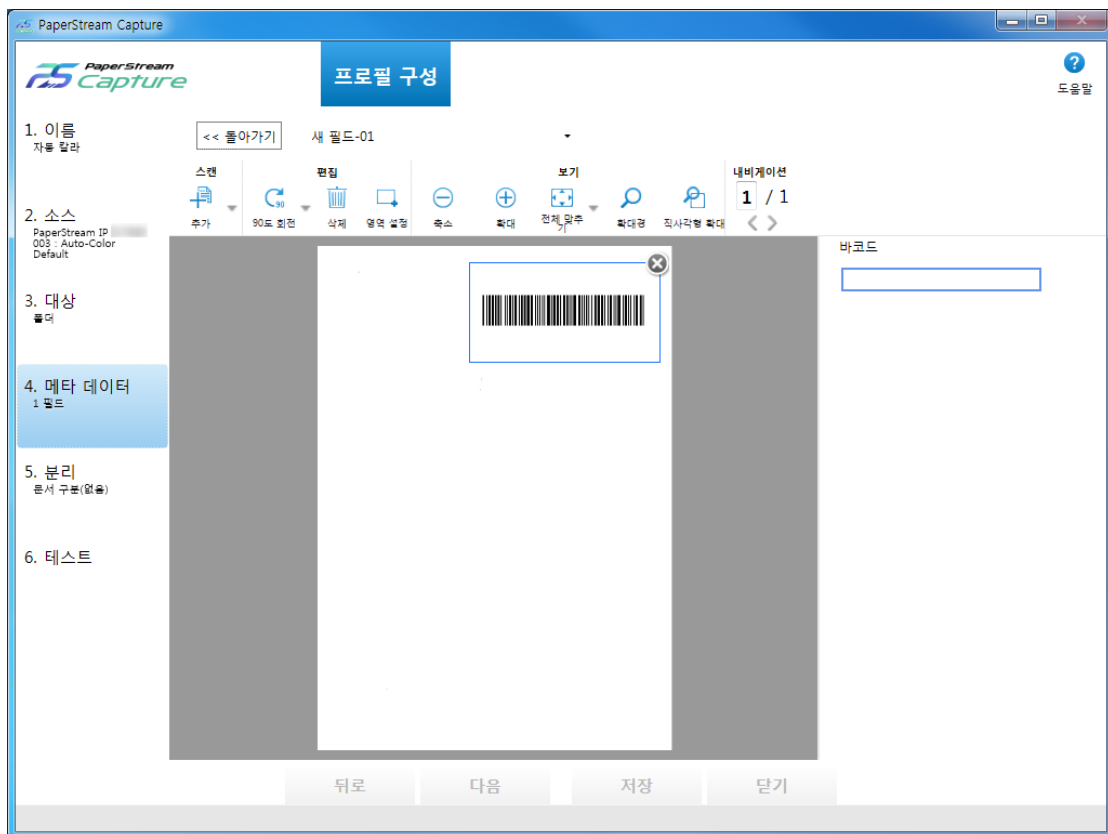 PaperStream Capture
PaperStream
Capture
프로필 구성
도움말
1. 이름
자동 칼라
2. 소스
PaperStream IP
003 : Auto-Color
Default
3. 대상
폴더
4. 메타 데이터
1 필드
5. 분리
문서 구분(없음)
6. 테스트
<< 돌아가기
새 필드-01
스캔
편집
보기
내비게이션
90
1 / 1
추가
90도 회전
삭제
영역 설정
축소
확대
전체 맞추
기
확대경
직사각형 확대
바코드
뒤로
다음
저장
닫기